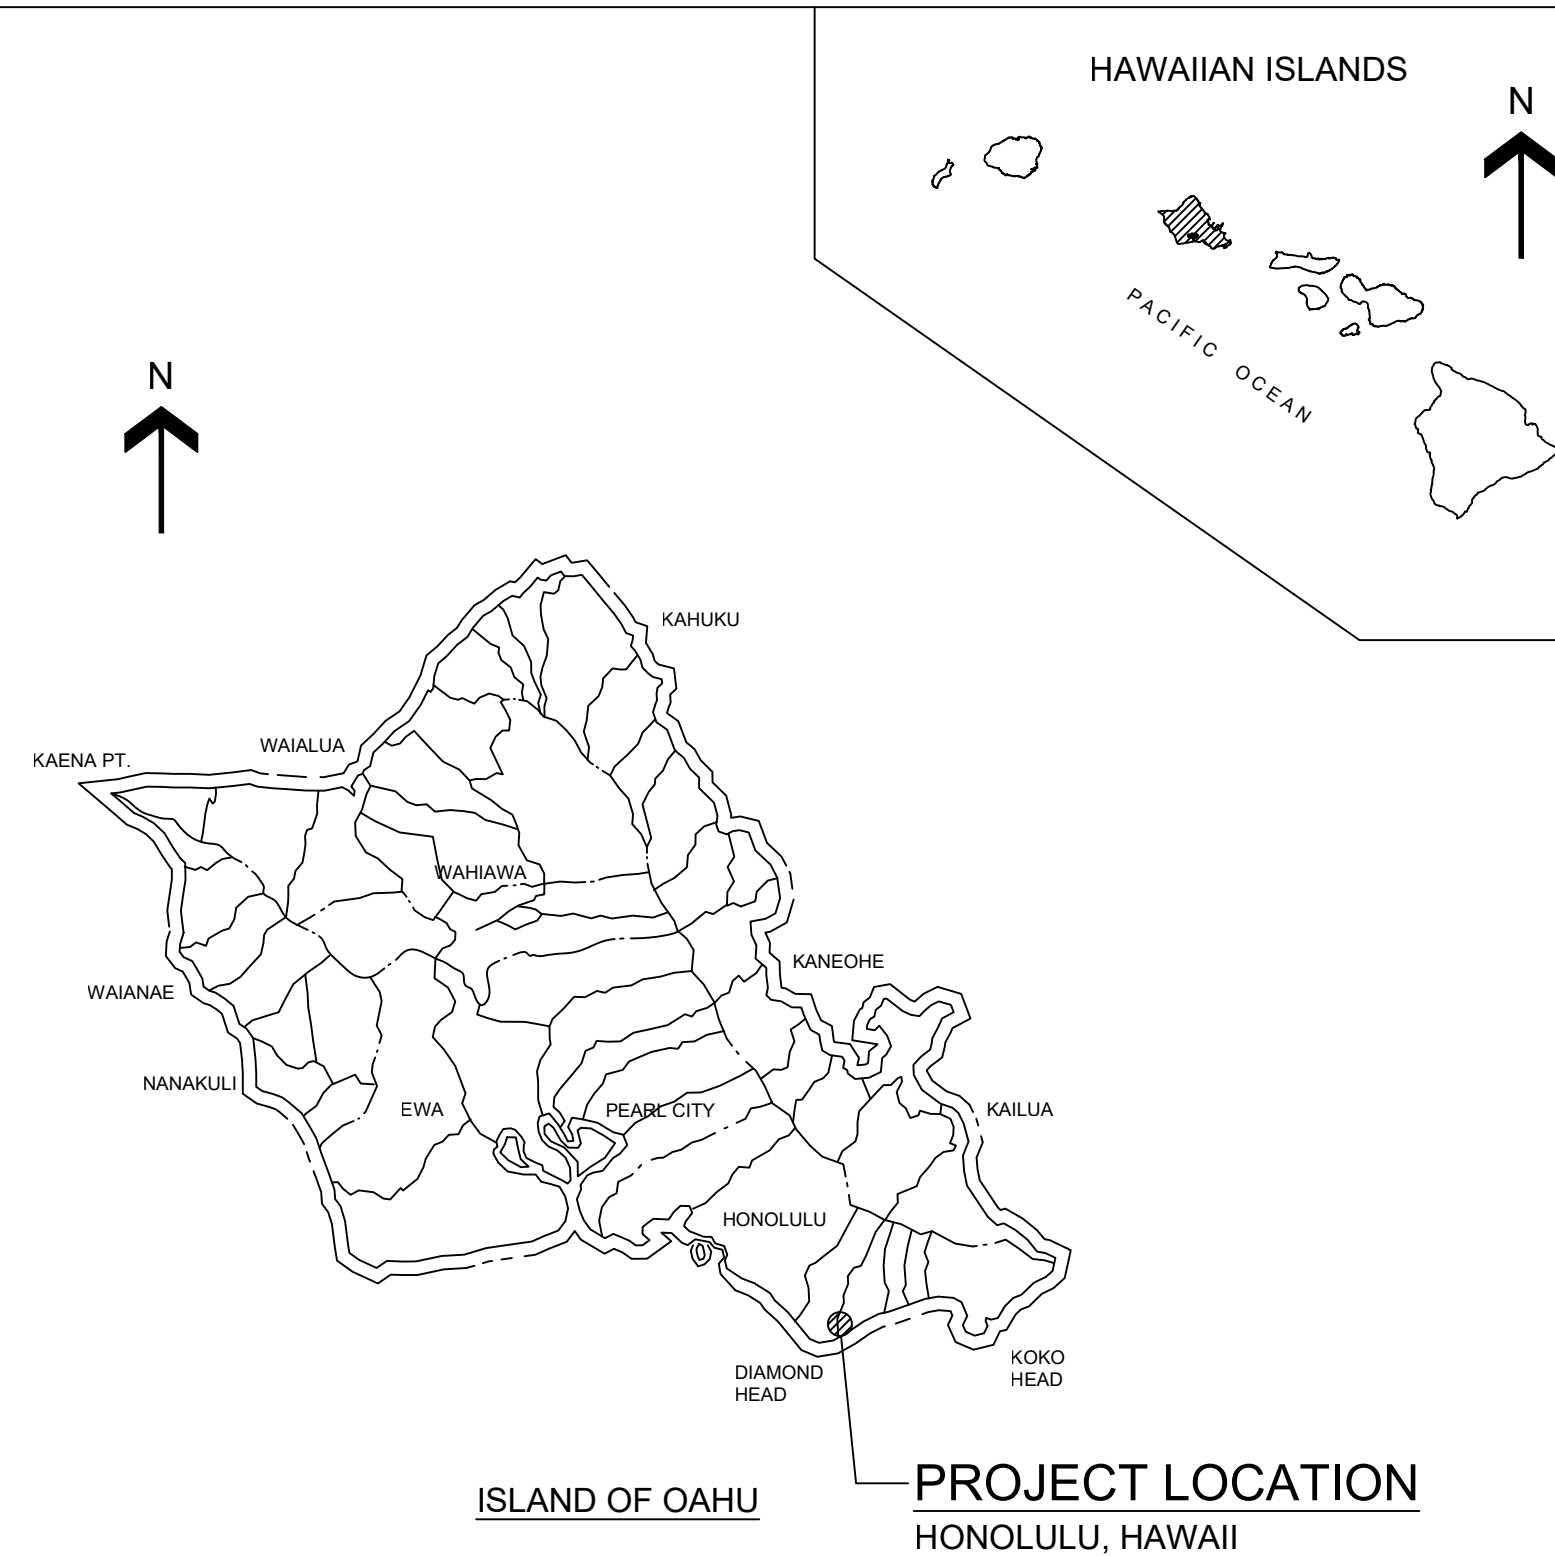 HAWAIIAN ISLANDS
N
PACIFIC OCEAN
N
KAHUKU
WAIALUA
KAENA PT.
WAHIAWA
KANEOHE
WAIANAE
NANAKULI
EWA
PEARL CITY
KAILUA
HONOLULU
DIAMOND
HEAD
KOKO
HEAD
PROJECT LOCATION
ISLAND OF OAHU
HONOLULU, HAWAII